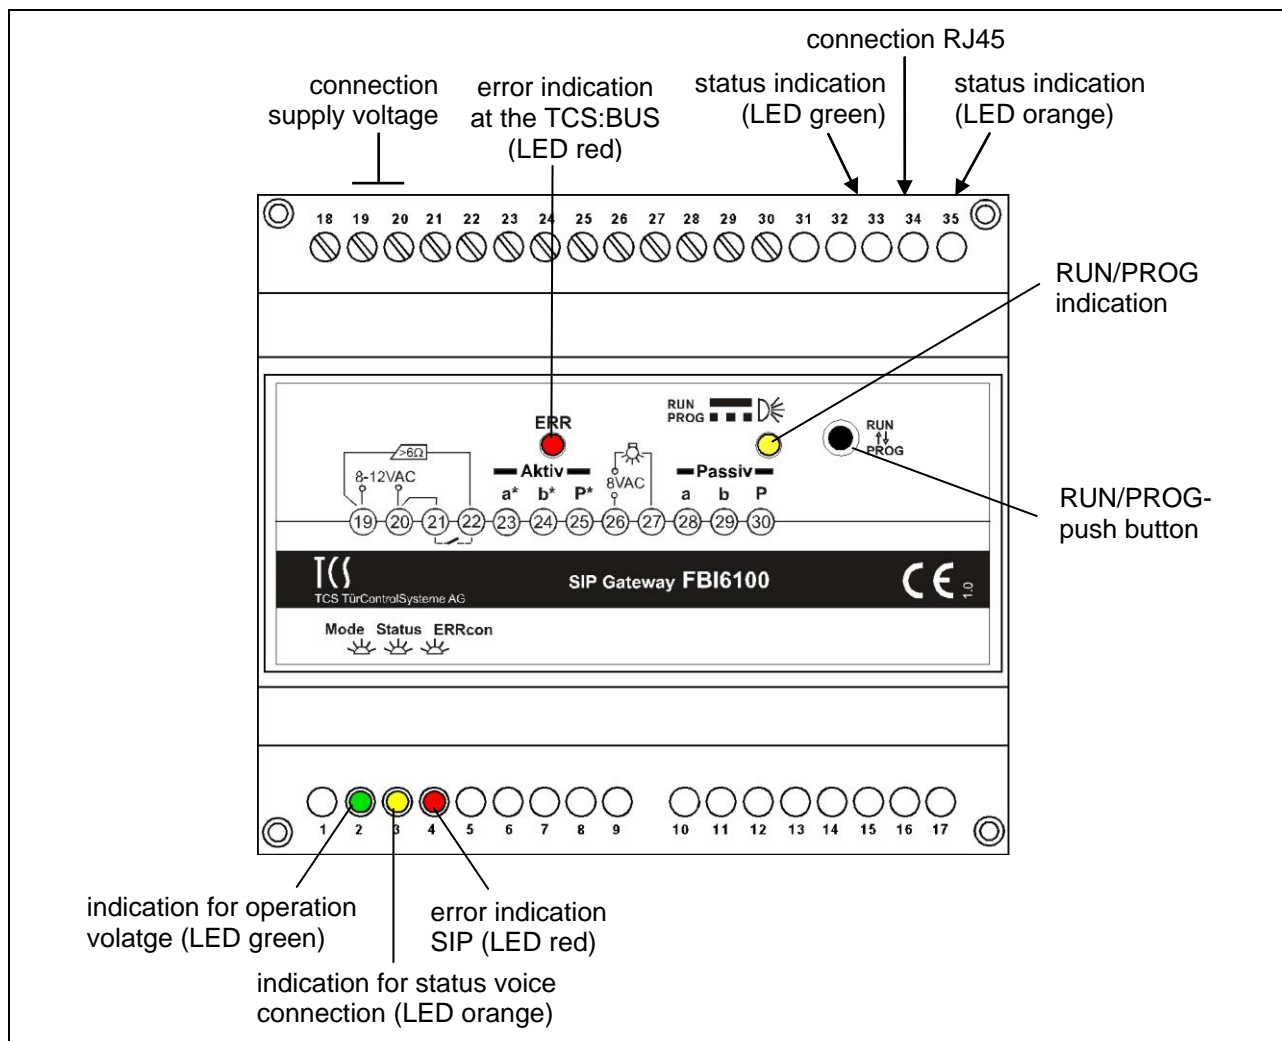 connection RJ45
connection
supply voltage
error indication
at the TCS:BUS
(LED red)
status indication
(LED green)
status indication
(LED orange)
18 19 20 21 22 23 24 25 26 27 28 29 30 31 32 33 34 35
RUN/PROG
indication
RUN
PROG
ERR
RUN
PROG
>6Ω
8-12VAC
Aktiv
8VAC
Passiv
a* b* P* a b P
19 20 21 22 23 24 25 26 27 28 29 30
RUN/PROG-
push button
TCS
TCS TürControlSysteme AG
SIP Gateway FBI6100
CE 1.0
Mode Status ERRcon
1 2 3 4 5 6 7 8 9 10 11 12 13 14 15 16 17
indication for operation
volatge (LED green)
error indication
SIP (LED red)
indication for status voice
connection (LED orange)